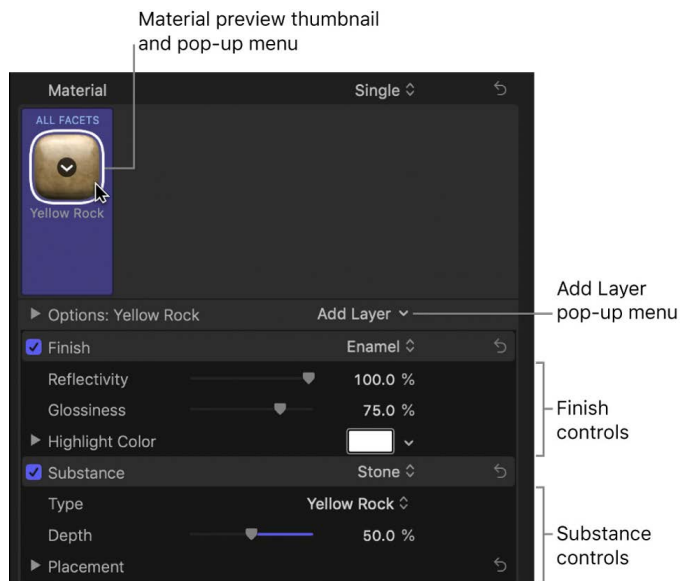 Material preview thumbnail
and pop-up menu
Material
Single
ALL FACETS
Yellow Rock
Options: Yellow Rock
Add Layer
Add Layer
pop-up menu
Finish
Enamel
Reflectivity
100.0 %
Glossiness
75.0 %
Highlight Color
Finish
controls
Substance
Stone
Type
Yellow Rock
Depth
50.0 %
Placement
Substance
controls